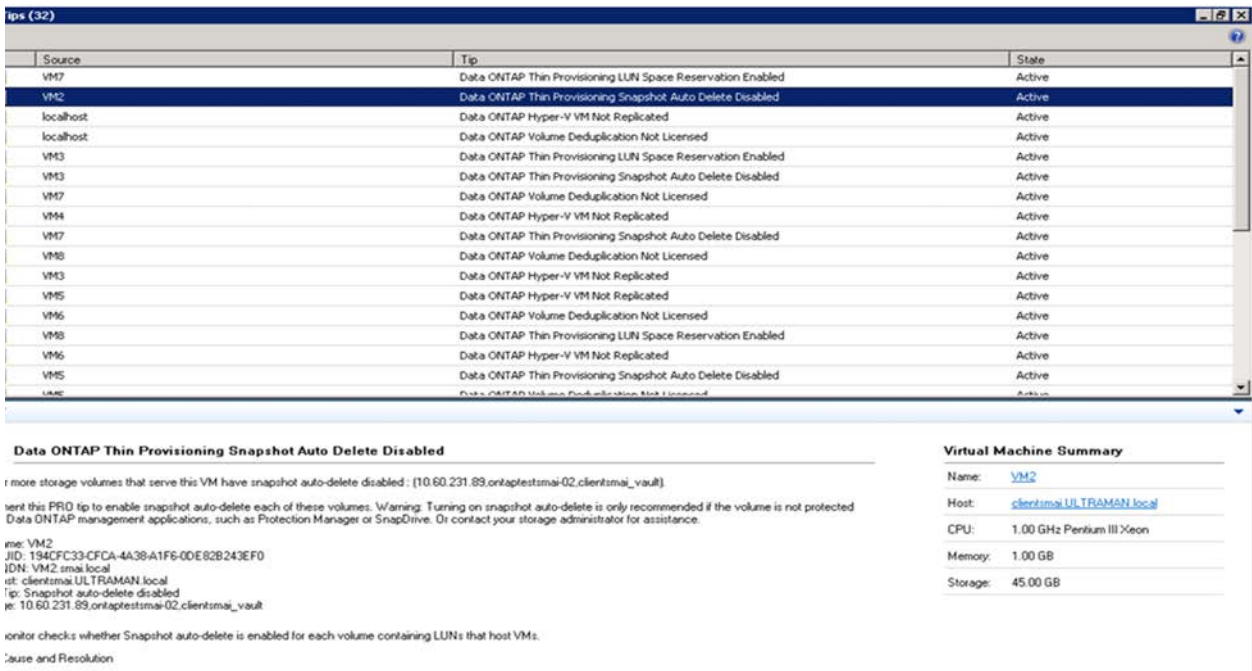 Tips (32)
Source Tip State
VM7 Data ONTAP Thin Provisioning LUN Space Reservation Enabled Active
VM2 Data ONTAP Thin Provisioning Snapshot Auto Delete Disabled Active
localhost Data ONTAP Hyper-V VM Not Replicated Active
localhost Data ONTAP Volume Deduplication Not Licensed Active
VM3 Data ONTAP Thin Provisioning LUN Space Reservation Enabled Active
VM3 Data ONTAP Thin Provisioning Snapshot Auto Delete Disabled Active
VM7 Data ONTAP Volume Deduplication Not Licensed Active
VM4 Data ONTAP Hyper-V VM Not Replicated Active
VM7 Data ONTAP Thin Provisioning Snapshot Auto Delete Disabled Active
VM8 Data ONTAP Volume Deduplication Not Licensed Active
VM3 Data ONTAP Hyper-V VM Not Replicated Active
VM5 Data ONTAP Hyper-V VM Not Replicated Active
VM6 Data ONTAP Volume Deduplication Not Licensed Active
VM8 Data ONTAP Thin Provisioning LUN Space Reservation Enabled Active
VM6 Data ONTAP Hyper-V VM Not Replicated Active
VM5 Data ONTAP Thin Provisioning Snapshot Auto Delete Disabled Active
Data ONTAP Volume Deduplication Not Licensed Active
Data ONTAP Thin Provisioning Snapshot Auto Delete Disabled
r more storage volumes that serve this VM have snapshot auto-delete disabled : (10.60.231.89,ontaptestsmai-02,clientsmai_vault).
ment this PRO tip to enable snapshot auto-delete each of these volumes. Warning: Turning on snapshot auto-delete is only recommended if the volume is not protected
Data ONTAP management applications, such as Protection Manager or SnapDrive. Or contact your storage administrator for assistance.
me: VM2
UID: 194CFC33-CFCA-4A38-A1F6-0DE82B243EF0
DN: VM2.smai.local
st: clientsmai.ULTRAMAN.local
Tip: Snapshot auto-delete disabled
e: 10.60.231.89,ontaptestsmai-02,clientsmai_vault
onitor checks whether Snapshot auto-delete is enabled for each volume containing LUNs that host VMs.
Cause and Resolution
Virtual Machine Summary
Name: VM2
Host: clientsmai.ULTRAMAN.local
CPU: 1.00 GHz Pentium III Xeon
Memory: 1.00 GB
Storage: 45.00 GB